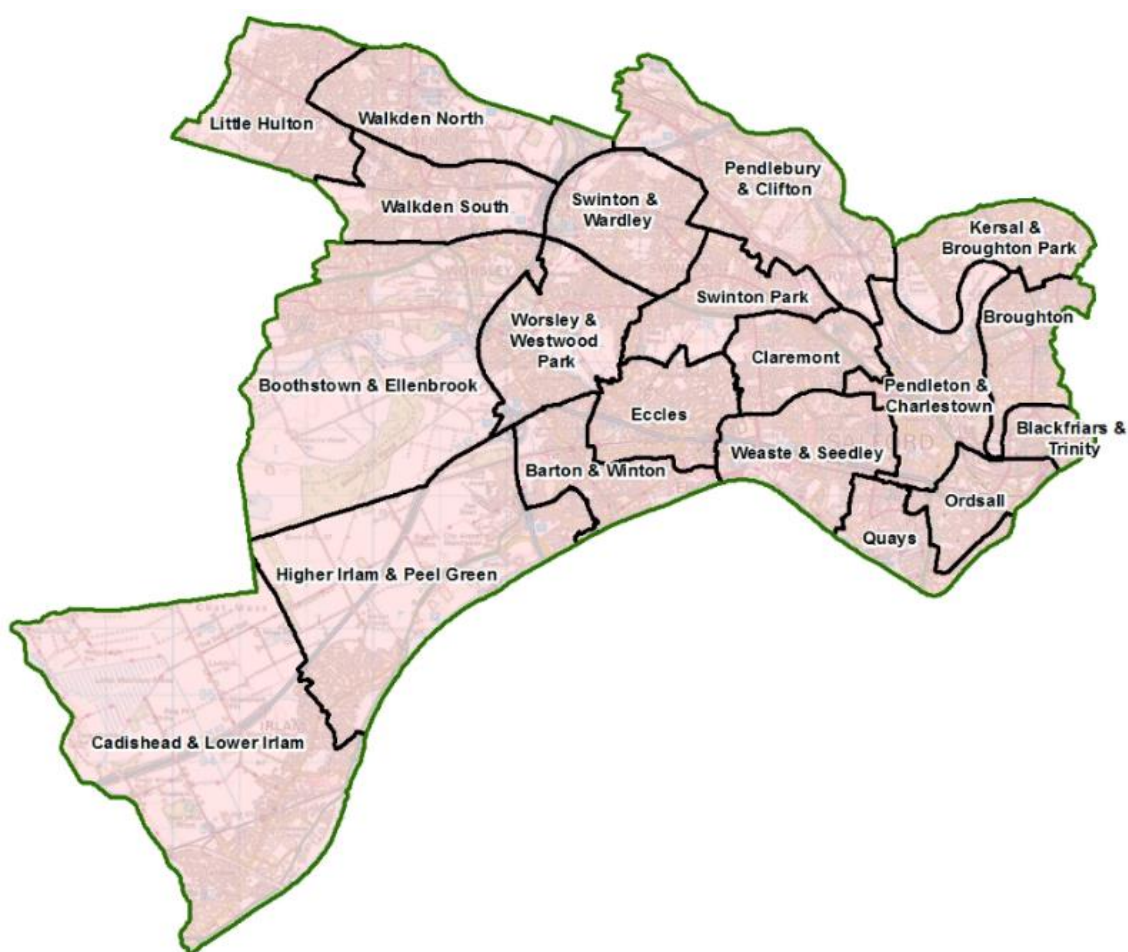 Little Hulton
Walkden North
Pendlebury
& Clifton
Walkden South
Swinton &
Wardley
Kersal &
Broughton Park
Swinton Park
Broughton
Worsley &
Westwood
Park
Claremont
Boothstown & Ellenbrook
Pendleton &
Charlestown
Eccles
Blackfriars &
Trinity
SALFORD
Weaste & Seedley
Barton & Winton
Ordsall
Quays
Higher Irlam & Peel Green
IRLAM
Cadishead & Lower Irlam